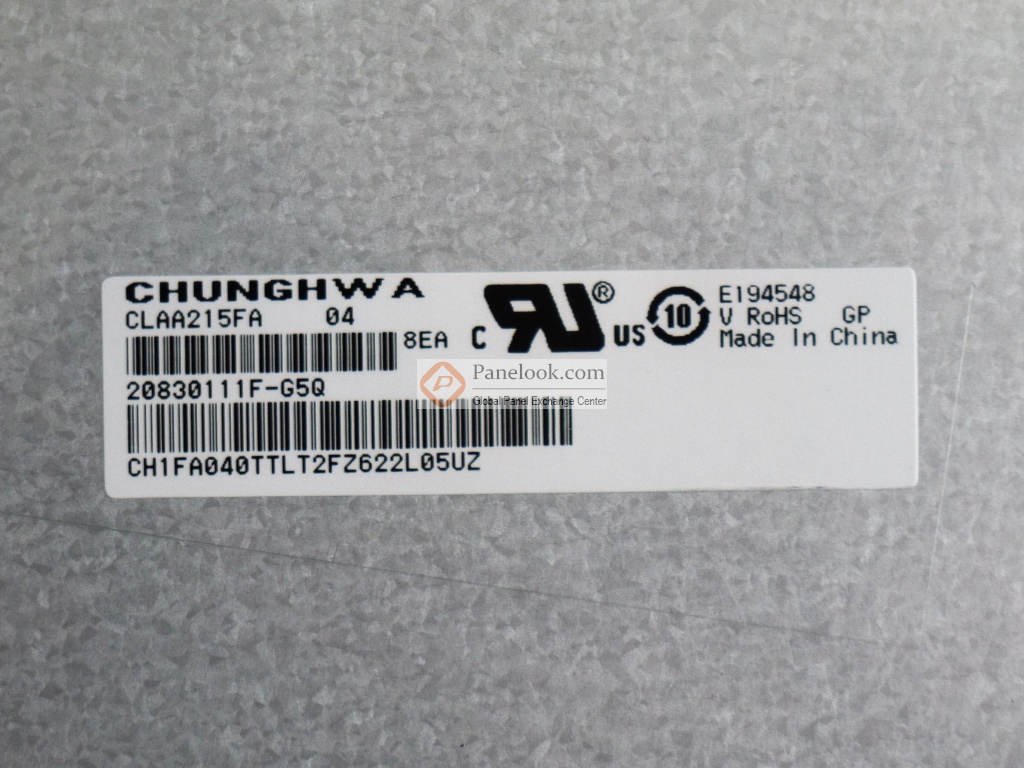 CHUNGHWA
CLAA215FA 04
8EA
20830111F-G5Q
CH1FA040TTLT2FZ622L05UZ
C RU® US
10
E194548
V RoHS GP
Made In China
Panelook.com
Global Panel Exchange Center